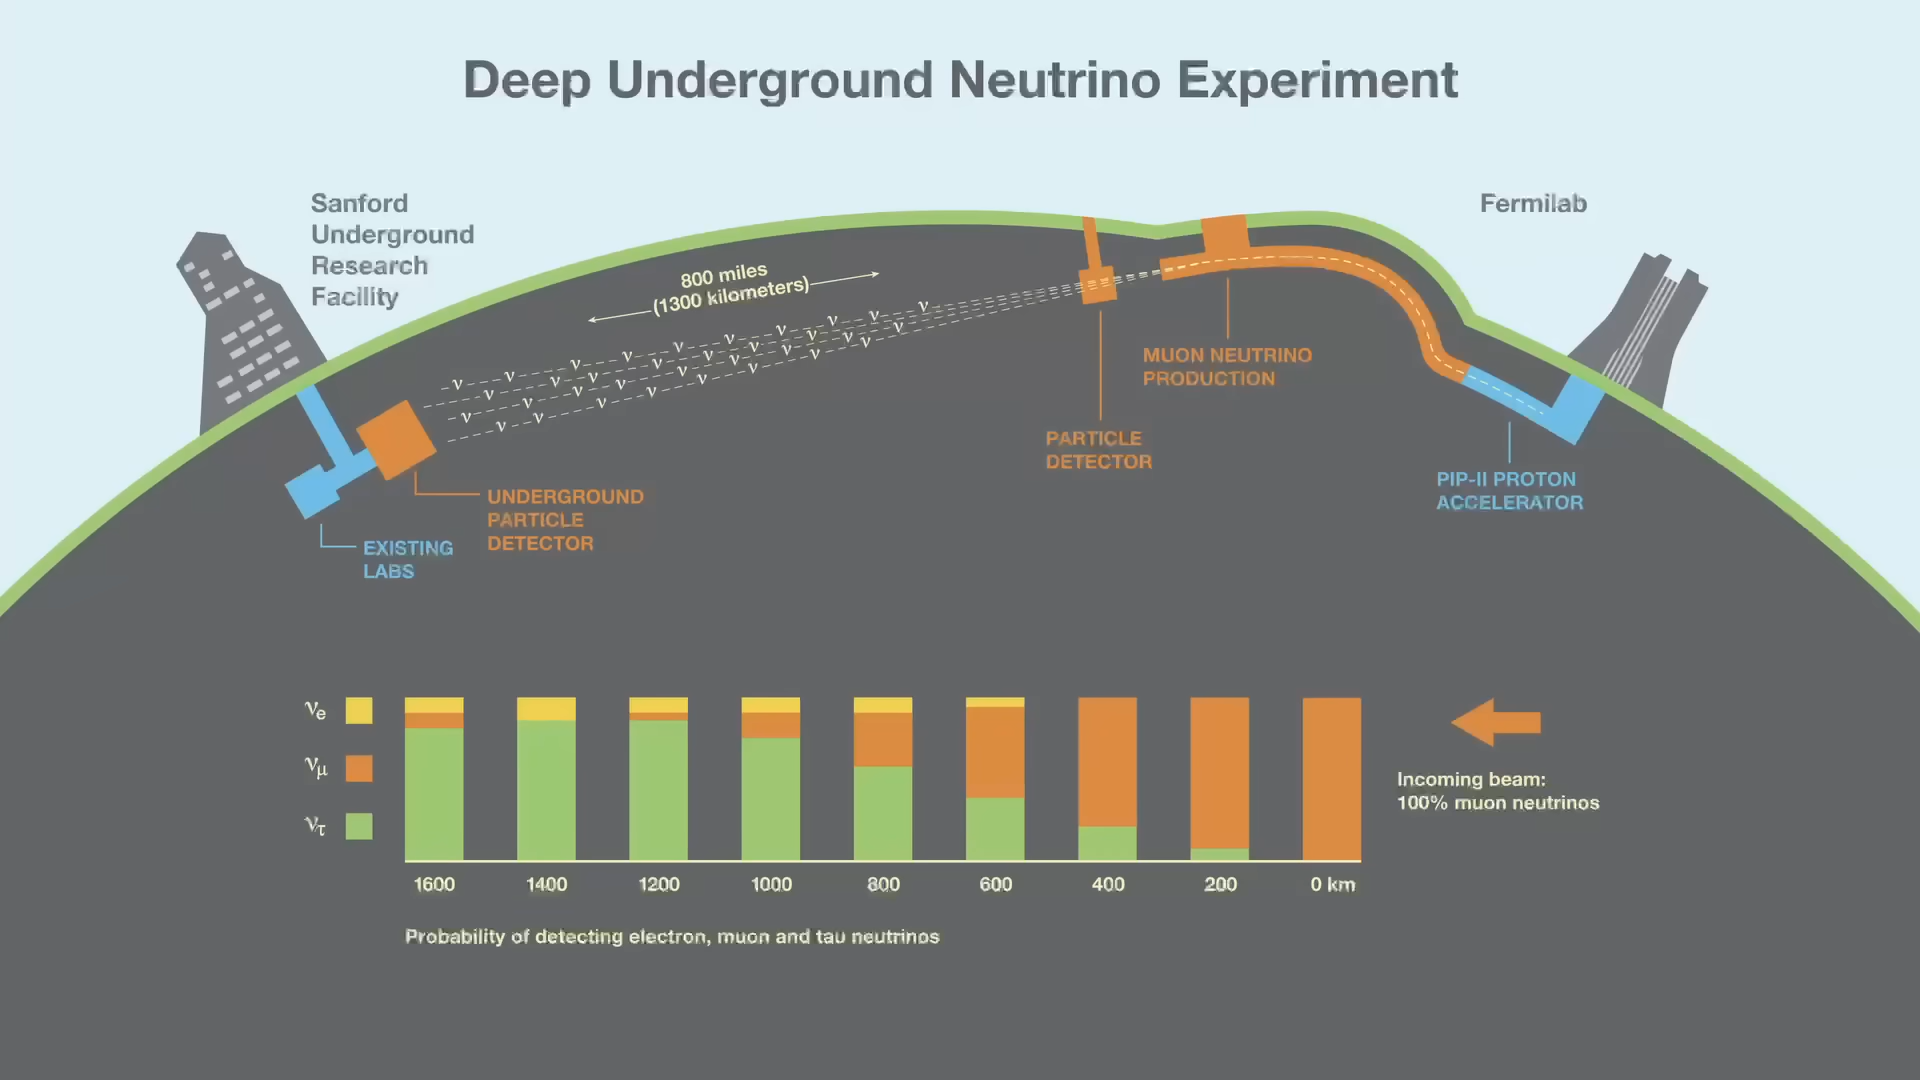 Deep Underground Neutrino Experiment
Sanford
Underground
Research
Facility
Fermilab
800 miles
(1300 kilometers)
ν ν ν ν ν ν ν ν
ν ν ν ν ν ν ν ν
ν ν ν ν ν ν ν
ν ν ν ν ν ν ν ν
MUON NEUTRINO
PRODUCTION
PARTICLE
DETECTOR
PIP-II PROTON
ACCELERATOR
UNDERGROUND
PARTICLE
DETECTOR
EXISTING
LABS
νe
νμ
ντ
Incoming beam:
100% muon neutrinos
1600 1400 1200 1000 800 600 400 200 0 km
Probability of detecting electron, muon and tau neutrinos